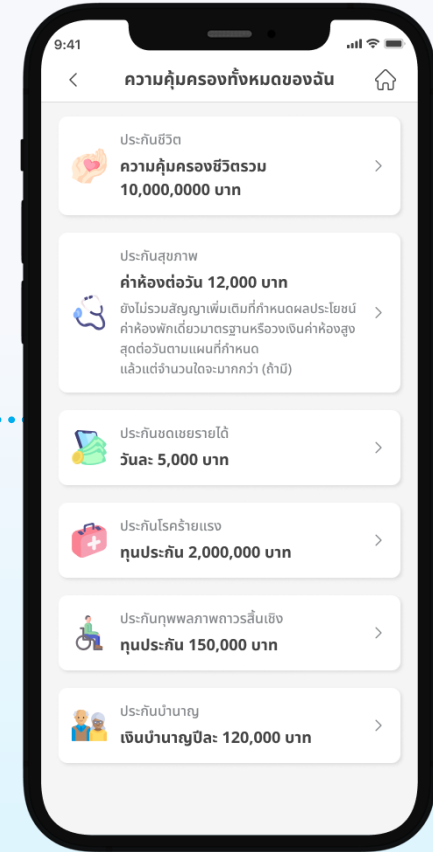 9:41
ความคุ้มครองทั้งหมดของฉัน
ประกันชีวิต
ความคุ้มครองชีวิตรวม
10,000,0000 บาท
ประกันสุขภาพ
ค่าห้องต่อวัน 12,000 บาท
ยังไม่รวมสัญญาเพิ่มเติมที่กำหนดผลประโยชน์
ค่าห้องพักเดี่ยวมาตรฐานหรือวงเงินค่าห้องสูง
สุดต่อวันตามแผนที่กำหนด
แล้วแต่จำนวนใดจะมากกว่า (ถ้ามี)
ประกันชดเชยรายได้
วันละ 5,000 บาท
ประกันโรคร้ายแรง
ทุนประกัน 2,000,000 บาท
ประกันทุพพลภาพถาวรสิ้นเชิง
ทุนประกัน 150,000 บาท
ประกันบำนาญ
เงินบำนาญปีละ 120,000 บาท